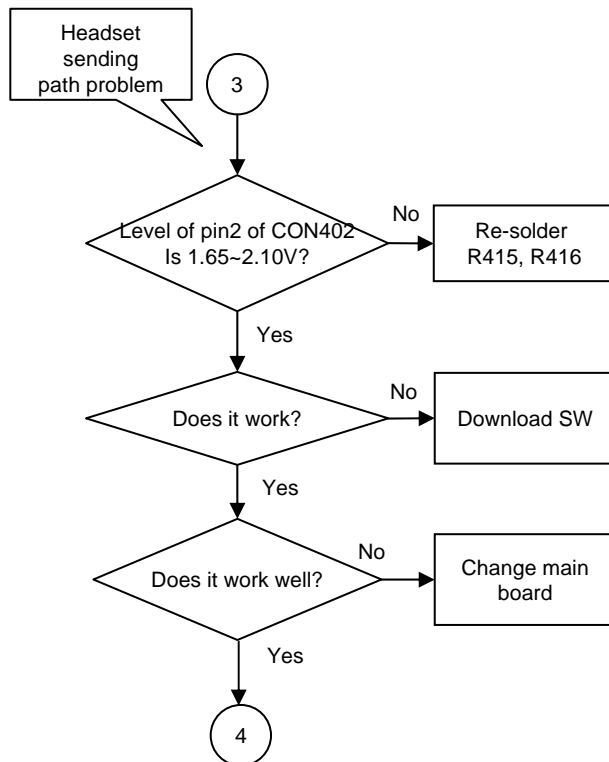 Headset
sending
path problem
3
Level of pin2 of CON402
Is 1.65~2.10V?
No
Re-solder
R415, R416
Yes
Does it work?
No
Download SW
Yes
Does it work well?
No
Change main
board
Yes
4